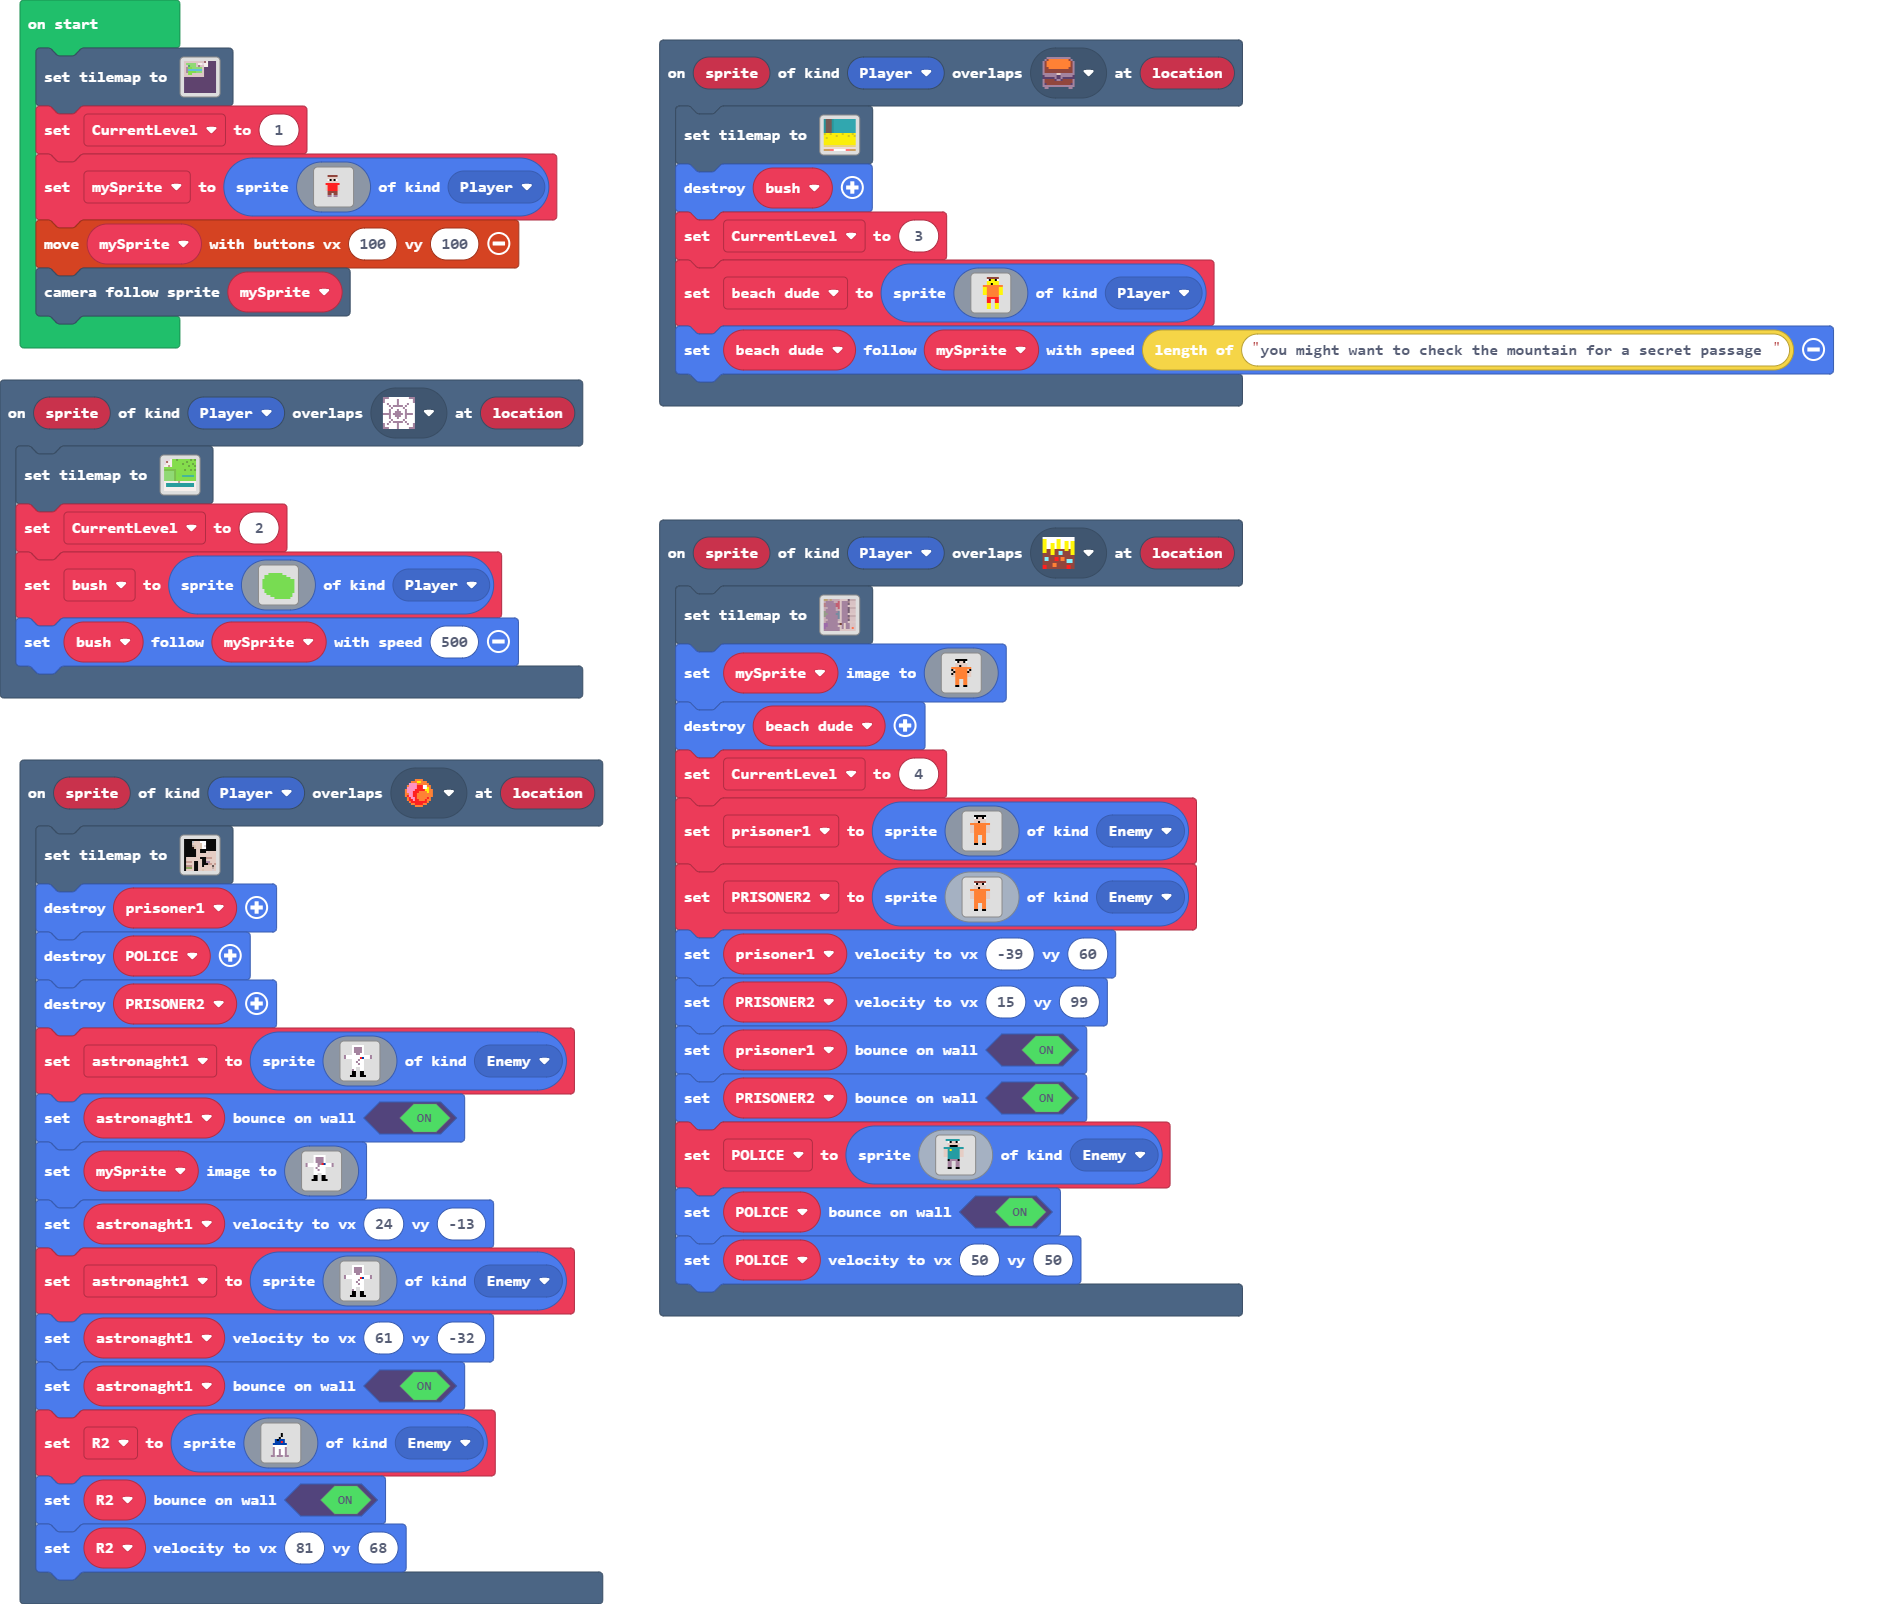 on start
set tilemap to
set CurrentLevel to 1
set mySprite to sprite of kind Player
move mySprite with buttons vx 100 vy 100
camera follow sprite mySprite
on sprite of kind Player overlaps at location
set tilemap to
set CurrentLevel to 2
set bush to sprite of kind Player
set bush follow mySprite with speed 500
on sprite of kind Player overlaps at location
set tilemap to
destroy prisoner1
destroy POLICE
destroy PRISONER2
set astronaght1 to sprite of kind Enemy
set astronaght1 bounce on wall ON
set mySprite image to
set astronaght1 velocity to vx 24 vy -13
set astronaght1 to sprite of kind Enemy
set astronaght1 velocity to vx 61 vy -32
set astronaght1 bounce on wall ON
set R2 to sprite of kind Enemy
set R2 bounce on wall ON
set R2 velocity to vx 81 vy 68
on sprite of kind Player overlaps at location
set tilemap to
destroy bush
set CurrentLevel to 3
set beach dude to sprite of kind Player
set beach dude follow mySprite with speed length of "you might want to check the mountain for a secret passage "
on sprite of kind Player overlaps at location
set tilemap to
set mySprite image to
destroy beach dude
set CurrentLevel to 4
set prisoner1 to sprite of kind Enemy
set PRISONER2 to sprite of kind Enemy
set prisoner1 velocity to vx -39 vy 60
set PRISONER2 velocity to vx 15 vy 99
set prisoner1 bounce on wall ON
set PRISONER2 bounce on wall ON
set POLICE to sprite of kind Enemy
set POLICE bounce on wall ON
set POLICE velocity to vx 50 vy 50